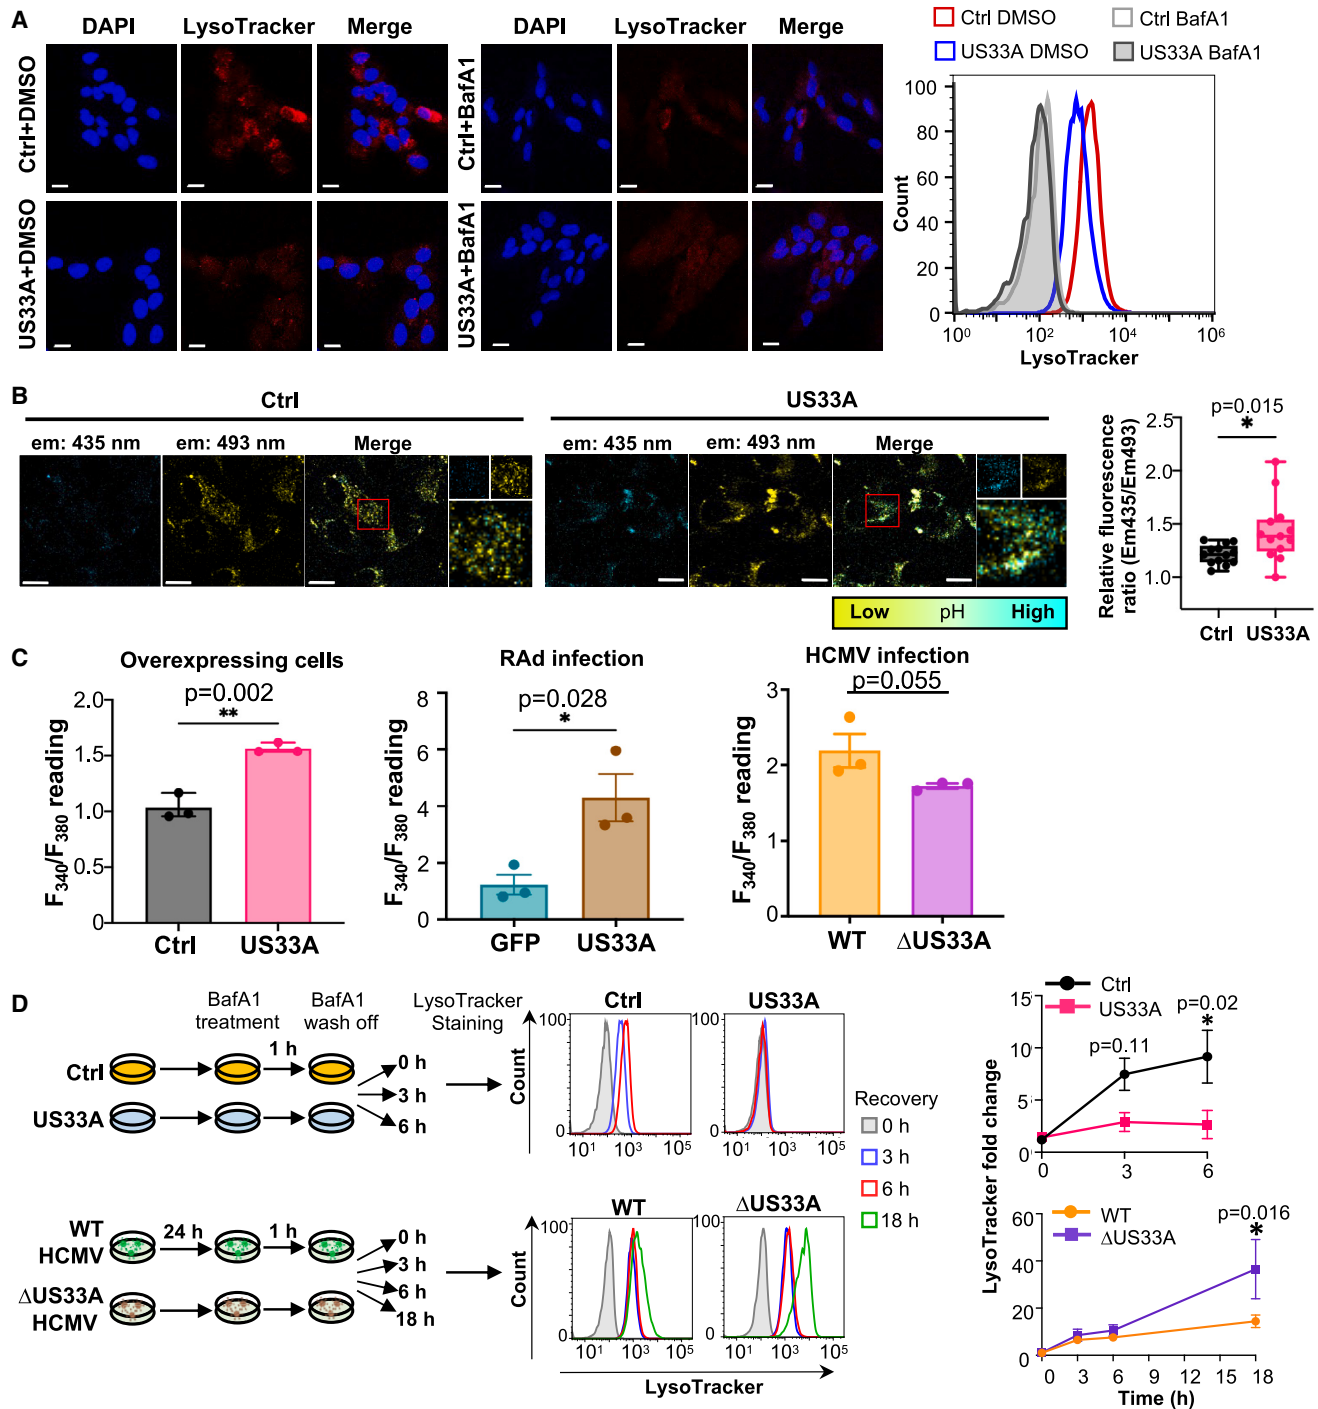 A
DAPI LysoTracker Merge
Ctrl+DMSO
US33A+DMSO
DAPI LysoTracker Merge
Ctrl+BafA1
US33A+BafA1
Ctrl DMSO Ctrl BafA1
US33A DMSO US33A BafA1
Count
100
80
60
40
20
0
10⁰ 10² 10⁴ 10⁶
LysoTracker
B
Ctrl
em: 435 nm em: 493 nm Merge
US33A
em: 435 nm em: 493 nm Merge
Low pH High
Relative fluorescence
ratio (Em435/Em493)
p=0.015
*
2.5
2.0
1.5
1.0
Ctrl US33A
C
Overexpressing cells
p=0.002
**
F₃₄₀/F₃₈₀ reading
2.0
1.5
1.0
0.5
0
Ctrl US33A
RAd infection
p=0.028
*
F₃₄₀/F₃₈₀ reading
8
6
4
2
0
GFP US33A
HCMV infection
p=0.055
F₃₄₀/F₃₈₀ reading
3
2
1
0
WT ΔUS33A
D
BafA1
treatment
BafA1
wash off
LysoTracker
Staining
1 h
Ctrl
US33A
0 h
3 h
6 h
WT
HCMV
24 h 1 h
ΔUS33A
HCMV
0 h
3 h
6 h
18 h
Ctrl US33A
Count
100 100
0 0
10¹ 10³ 10⁵ 10¹ 10³ 10⁵
WT ΔUS33A
Count
100 100
0 0
10¹ 10³ 10⁵ 10¹ 10³ 10⁵
LysoTracker
Recovery
0 h
3 h
6 h
18 h
LysoTracker fold change
Ctrl
US33A
15
10
5
0
p=0.11
p=0.02
*
0 3 6
WT
ΔUS33A
60
40
20
0
p=0.016
*
0 3 6 9 12 15 18
Time (h)